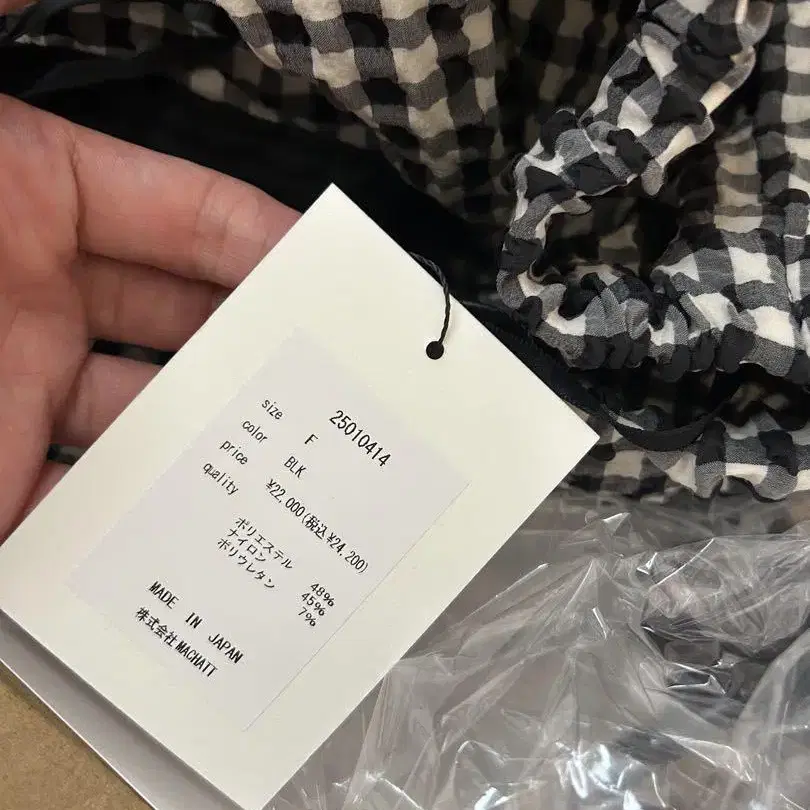 25010414
size F
color BLK
price ¥22,000(税込¥24,200)
quality
ポリエステル 48%
ナイロン 45%
ポリウレタン 7%
MADE IN JAPAN
株式会社MACHATT